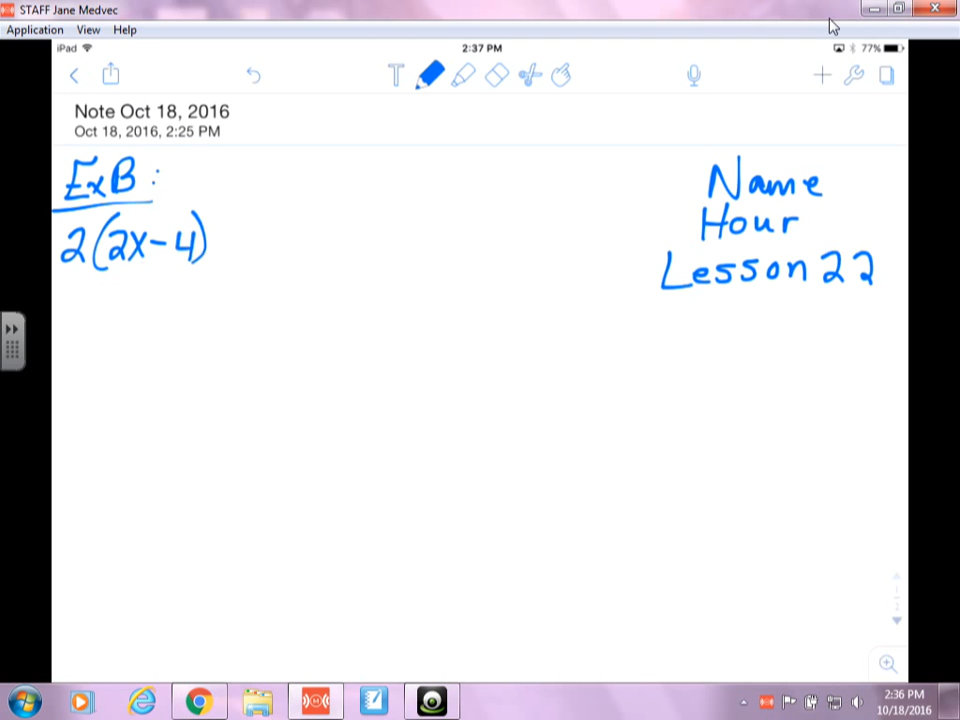 STAFF Jane Medvec
Application View Help
iPad 2:37 PM 77%
T
Note Oct 18, 2016
Oct 18, 2016, 2:25 PM
Ex B :
2(2x-4)
Name
Hour
Lesson 22
2:36 PM
10/18/2016